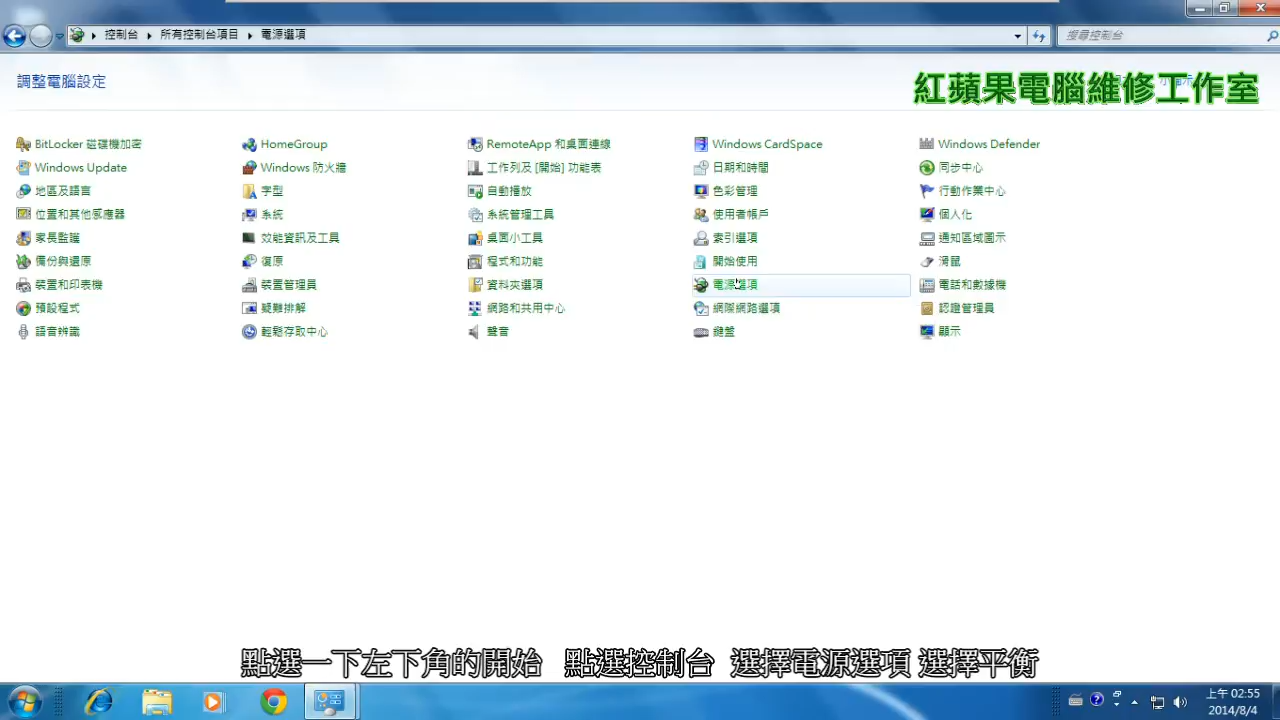 控制台 所有控制台項目 電源選項
搜尋控制台
調整電腦設定
紅蘋果電腦維修工作室
BitLocker 磁碟機加密
HomeGroup
RemoteApp 和桌面連線
Windows CardSpace
Windows Defender
Windows Update
Windows 防火牆
工作列及 [開始] 功能表
日期和時間
同步中心
地區及語言
字型
自動播放
色彩管理
行動作業中心
位置和其他感應器
系統
系統管理工具
使用者帳戶
個人化
家長監護
效能資訊及工具
桌面小工具
索引選項
通知區域圖示
備份與還原
復原
程式和功能
開始使用
滑鼠
裝置和印表機
裝置管理員
資料夾選項
電源選項
電話和數據機
預設程式
疑難排解
網路和共用中心
網際網路選項
認證管理員
語音辨識
輕鬆存取中心
聲音
鍵盤
顯示
點選一下左下角的開始 點選控制台 選擇電源選項 選擇平衡
上午 02:55
2014/8/4